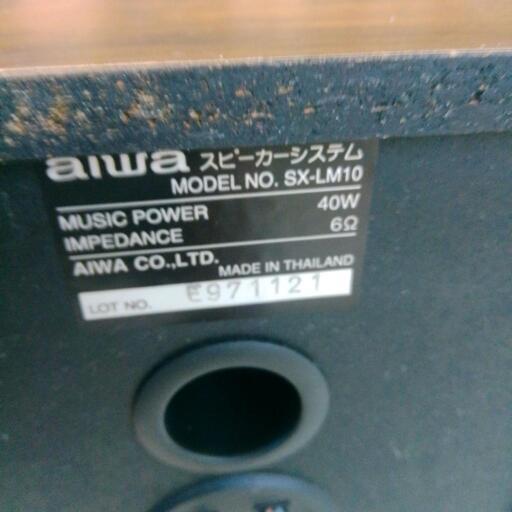 aiwa スピーカーシステム
MODEL NO. SX-LM10
MUSIC POWER 40W
IMPEDANCE 6Ω
AIWA CO.,LTD. MADE IN THAILAND
LOT NO. E971121